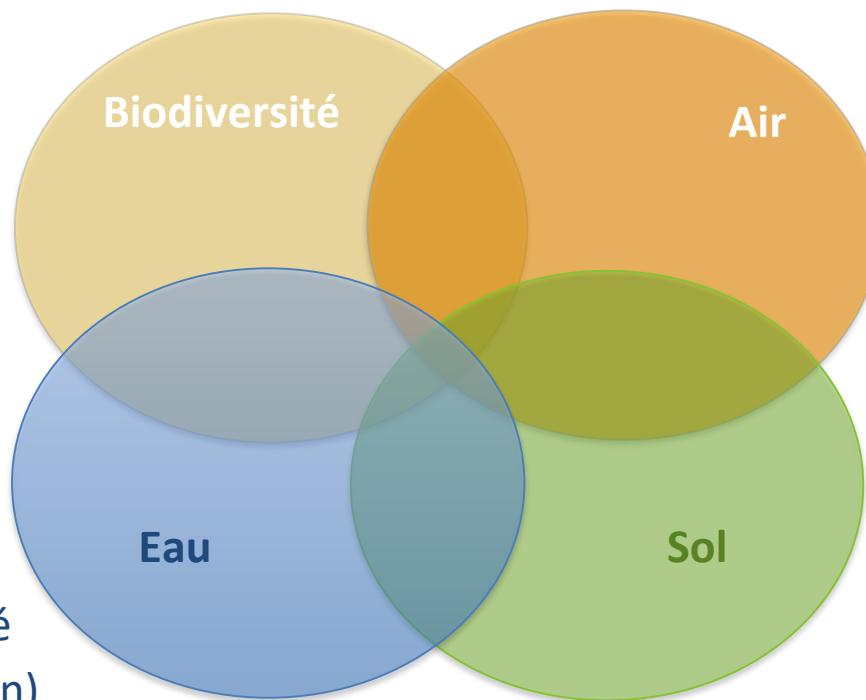 Biodiversité
Air
Eau
Sol
é
n)